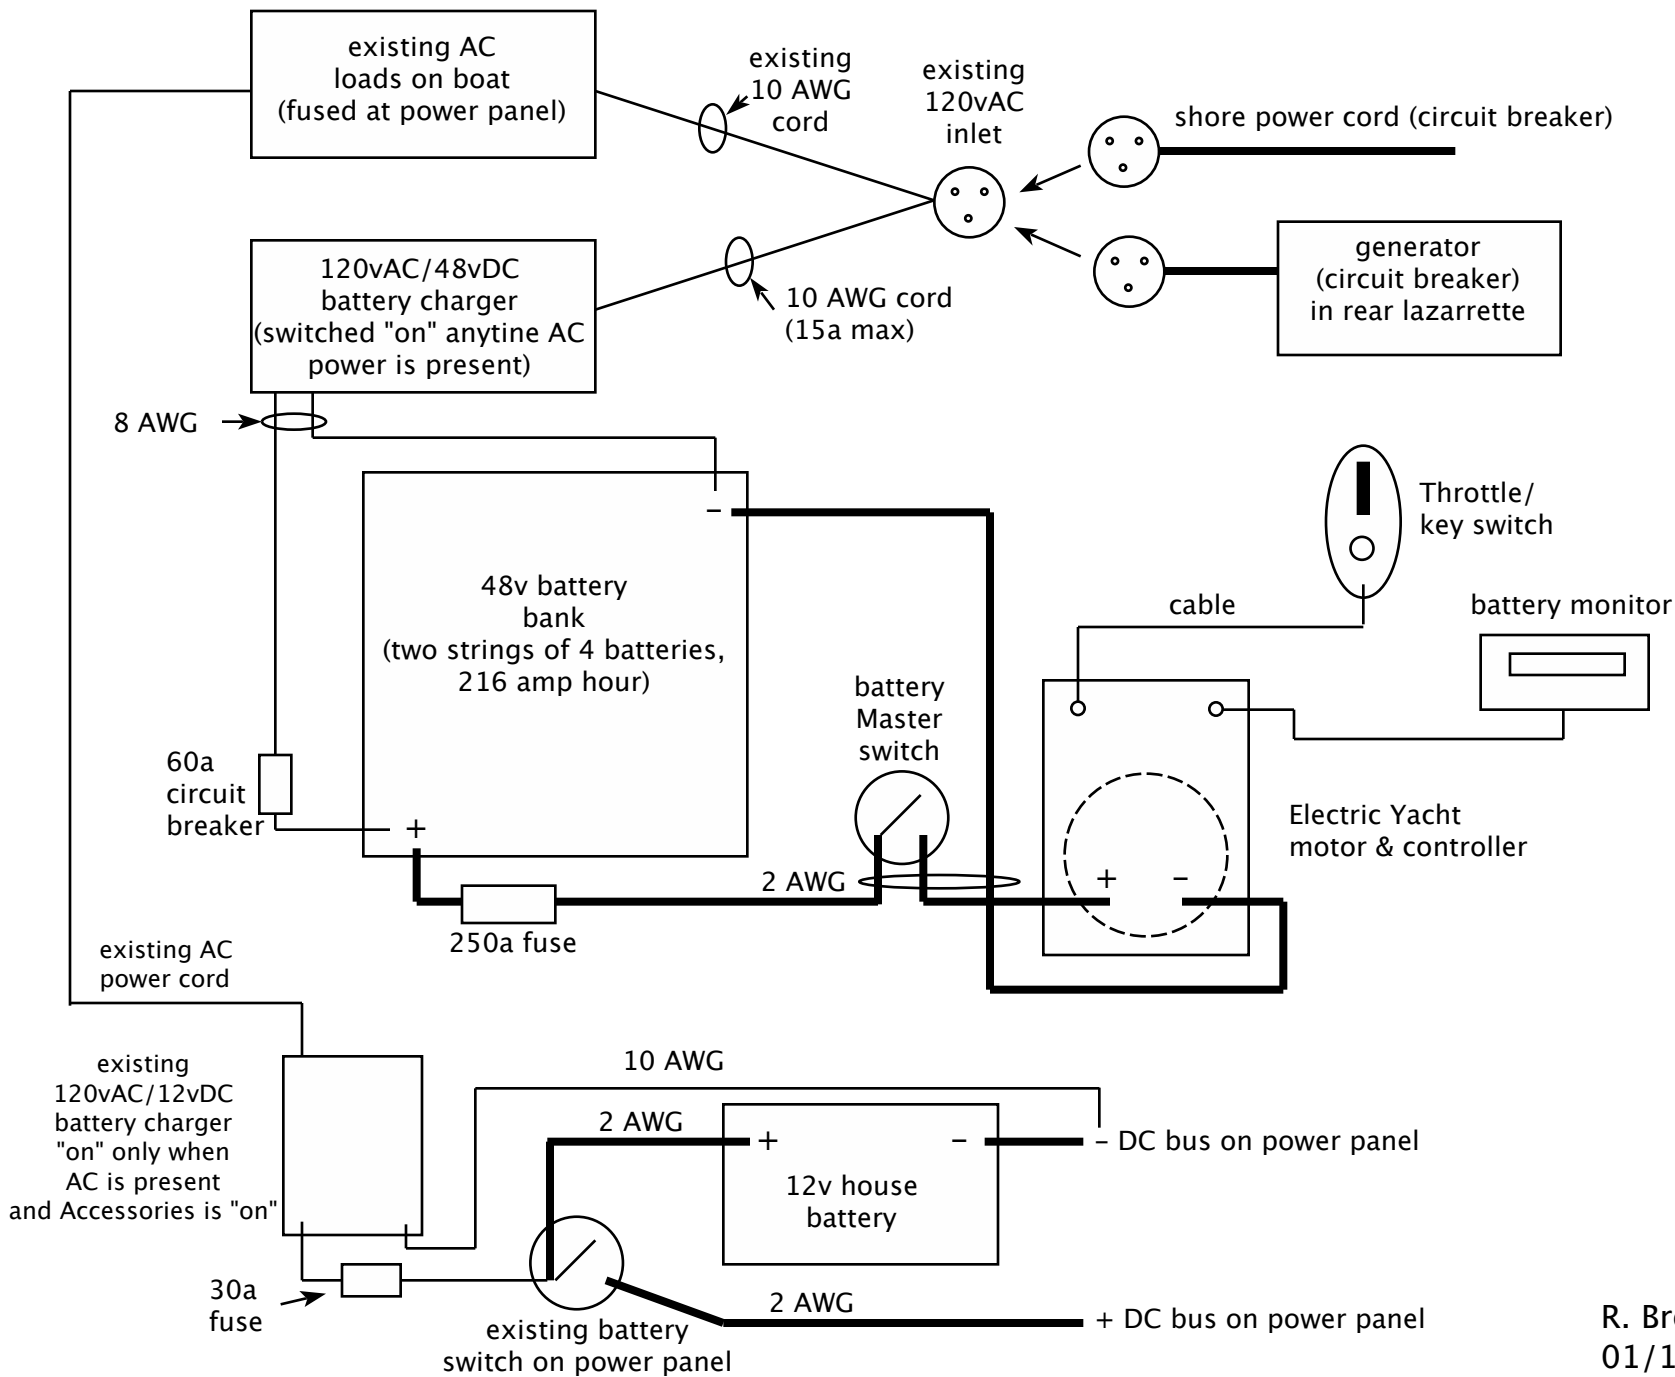 existing AC
loads on boat
(fused at power panel)
existing
10 AWG
cord
existing
120vAC
inlet
shore power cord (circuit breaker)
120vAC/48vDC
battery charger
(switched "on" anytine AC
power is present)
10 AWG cord
(15a max)
generator
(circuit breaker)
in rear lazarrette
8 AWG
–
48v battery
bank
(two strings of 4 batteries,
216 amp hour)
Throttle/
key switch
cable
battery monitor
battery
Master
switch
60a
circuit
breaker
+
2 AWG
250a fuse
+ –
Electric Yacht
motor & controller
existing AC
power cord
existing
120vAC/12vDC
battery charger
"on" only when
AC is present
and Accessories is "on"
10 AWG
2 AWG
+ –
12v house
battery
– DC bus on power panel
30a
fuse
2 AWG
existing battery
switch on power panel
+ DC bus on power panel
R.